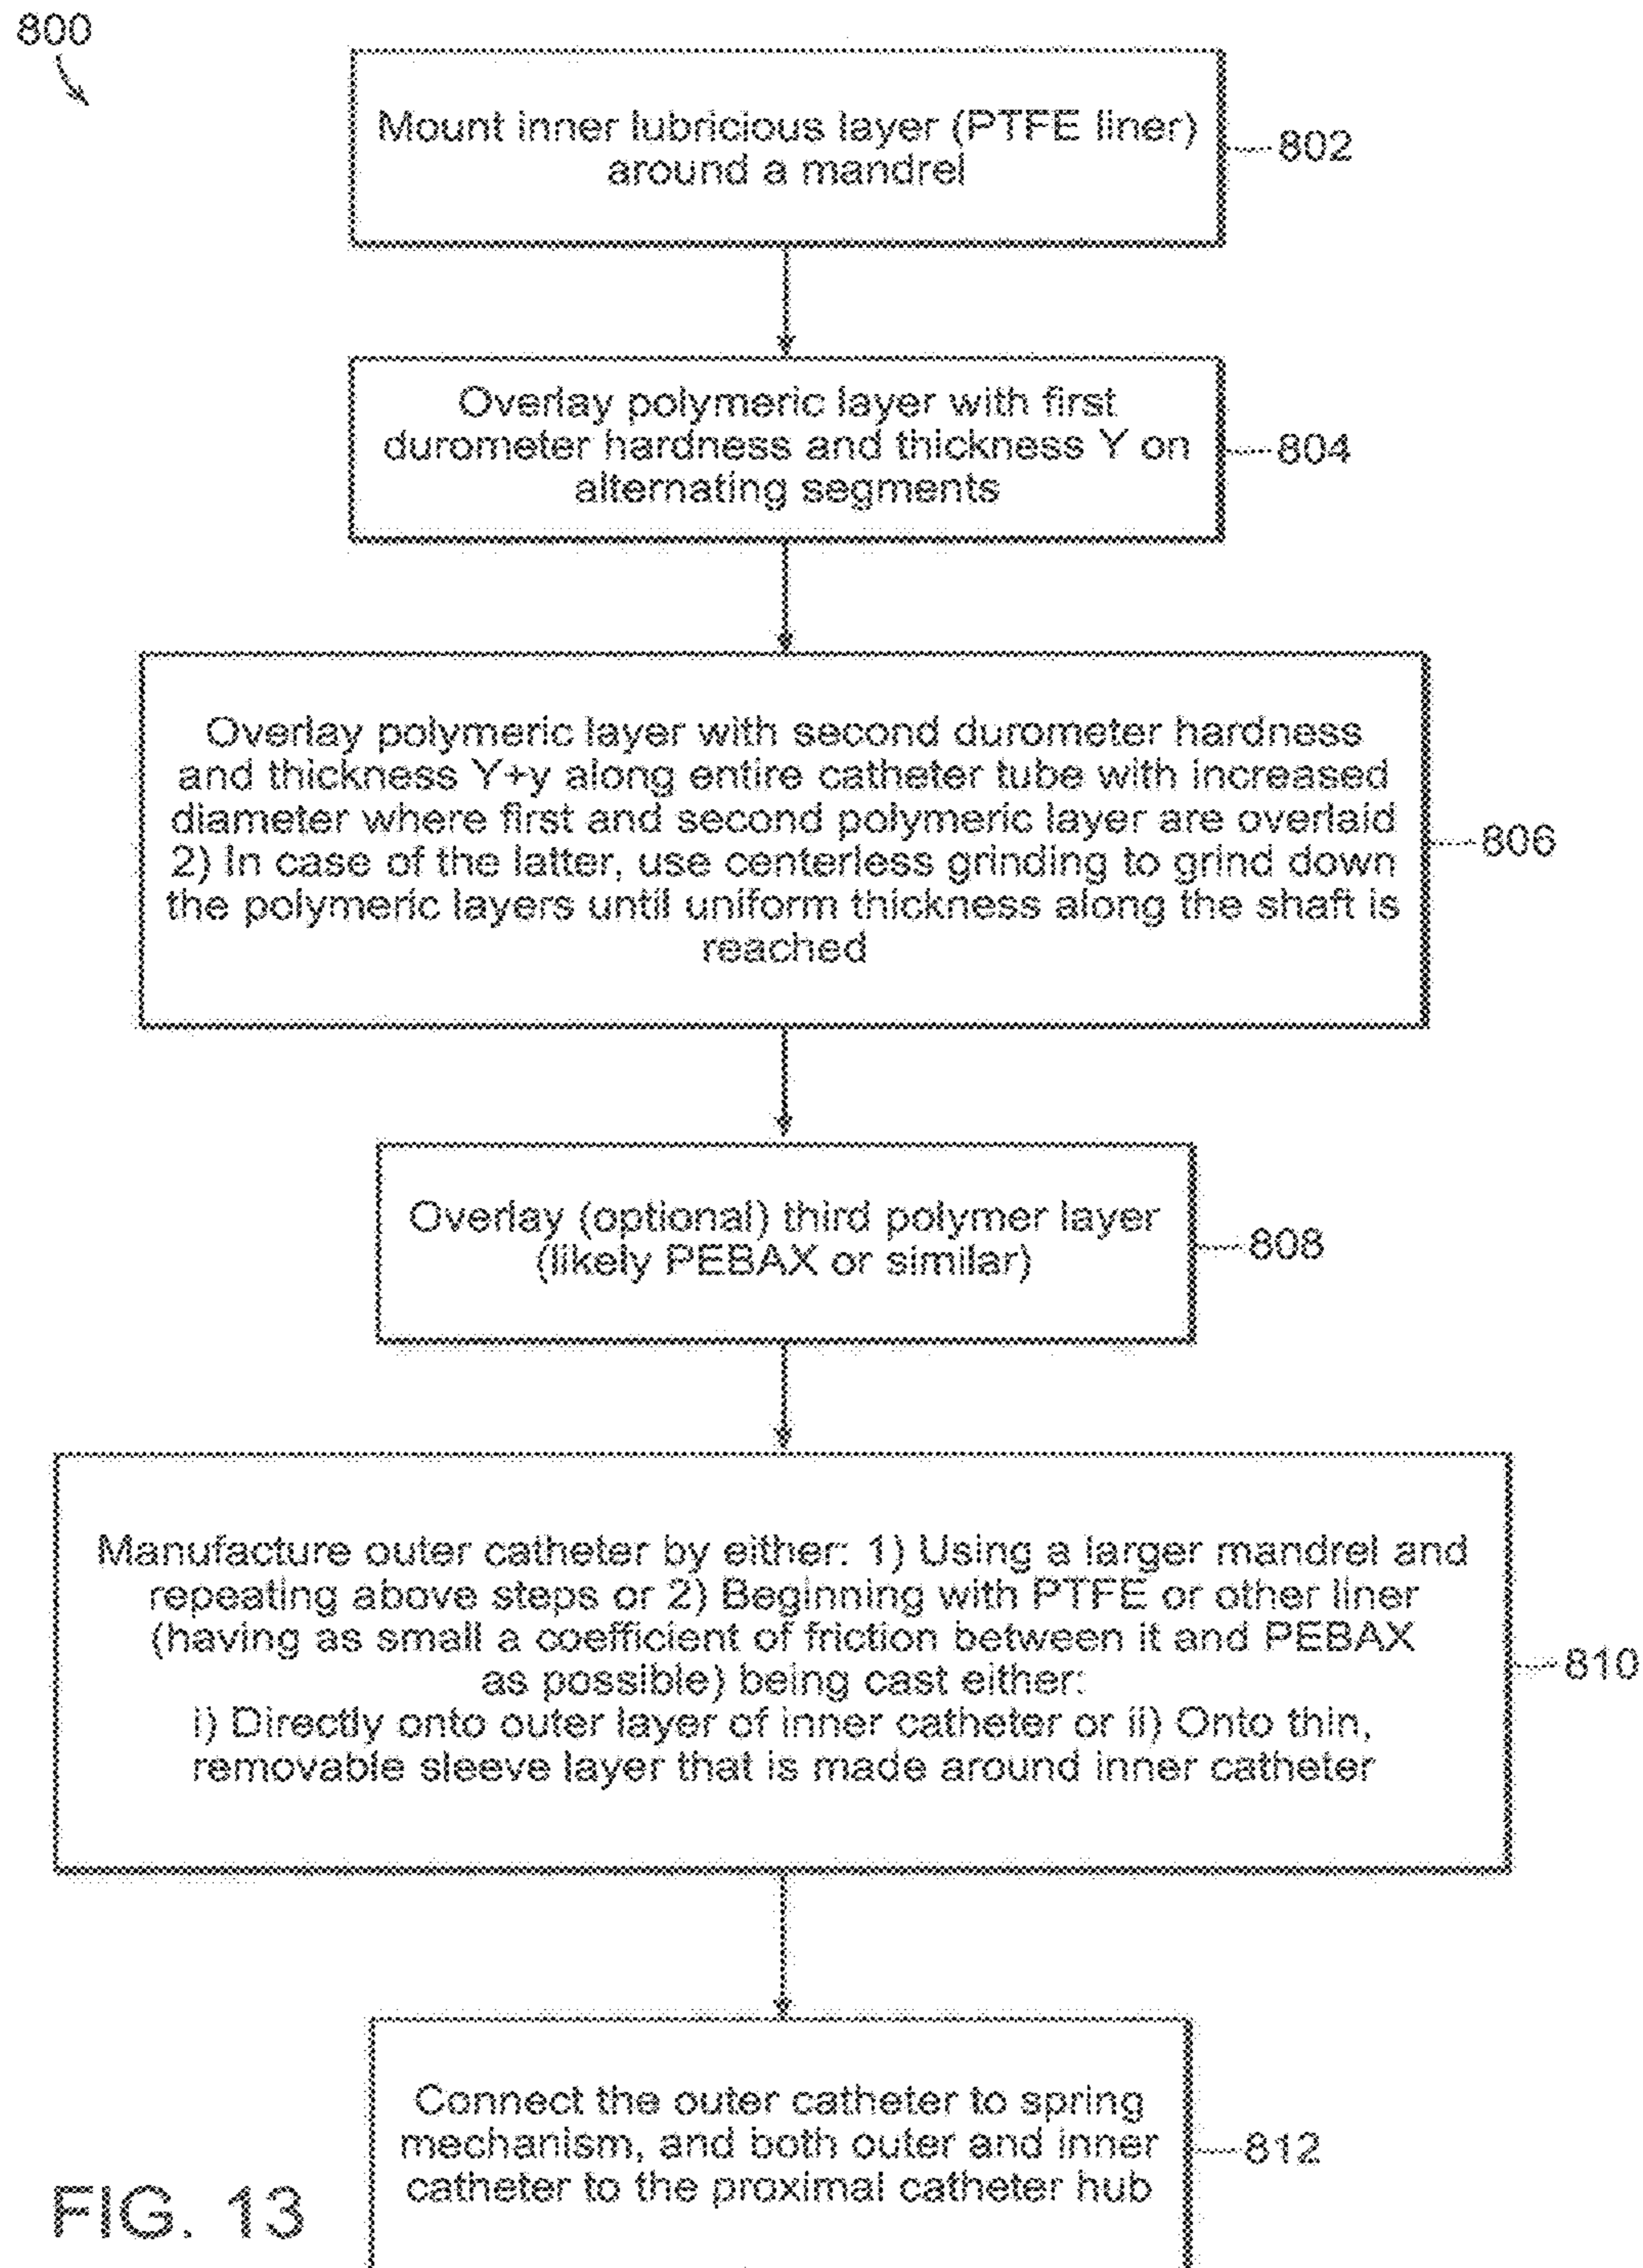 800
Mount inner lubricious layer (PTFE liner)
around a mandrel
802
Overlay polymeric layer with first
durometer hardness and thickness Y on
alternating segments
804
Overlay polymeric layer with second durometer hardness
and thickness Y+y along entire catheter tube with increased
diameter where first and second polymeric layer are overlaid
2) In case of the latter, use centerless grinding to grind down
the polymeric layers until uniform thickness along the shaft is
reached
806
Overlay (optional) third polymer layer
(likely PEBAX or similar)
808
Manufacture outer catheter by either: 1) Using a larger mandrel and
repeating above steps or 2) Beginning with PTFE or other liner
(having as small a coefficient of friction between it and PEBAX
as possible) being cast either:
i) Directly onto outer layer of inner catheter or ii) Onto thin,
removable sleeve layer that is made around inner catheter
810
Connect the outer catheter to spring
mechanism, and both outer and inner
catheter to the proximal catheter hub
812
FIG. 13